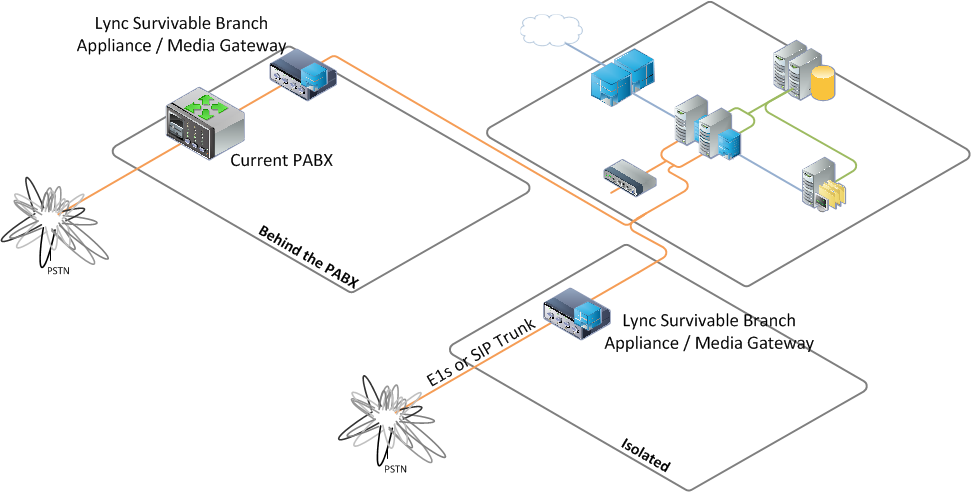 Lync Survivable Branch
Appliance / Media Gateway
Current PABX
PSTN
Behind the PABX
Lync Survivable Branch
Appliance / Media Gateway
E1s or SIP Trunk
PSTN
Isolated